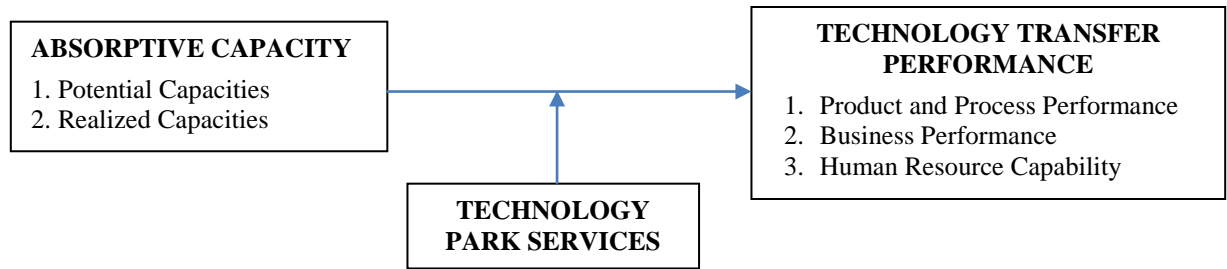 ABSORPTIVE CAPACITY
1. Potential Capacities
2. Realized Capacities
TECHNOLOGY TRANSFER
PERFORMANCE
1. Product and Process Performance
2. Business Performance
3. Human Resource Capability
TECHNOLOGY
PARK SERVICES